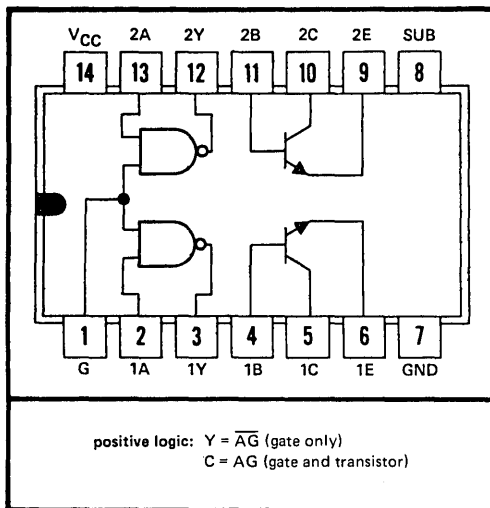 VCC 2A 2Y 2B 2C 2E SUB
14 13 12 11 10 9 8
1 2 3 4 5 6 7
G 1A 1Y 1B 1C 1E GND
positive logic: Y = A̅G̅ (gate only)
C = AG (gate and transistor)